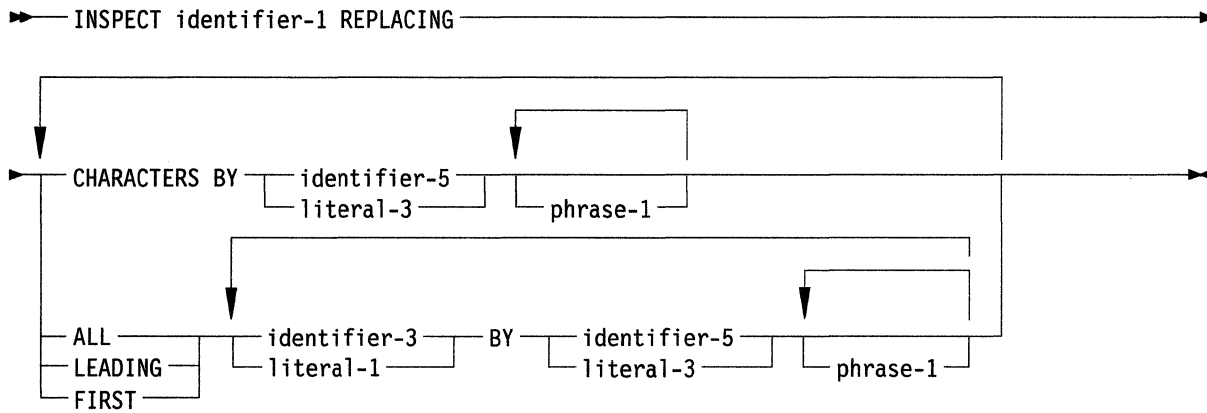 INSPECT identifier-1 REPLACING
CHARACTERS BY identifier-5
literal-3 phrase-1
ALL identifier-3 BY identifier-5
LEADING literal-1 literal-3 phrase-1
FIRST